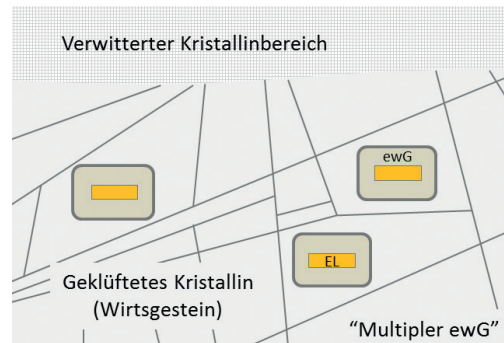 Verwitterter Kristallinbereich
ewG
EL
Geklüftetes Kristallin
(Wirtsgestein)
“Multipler ewG”